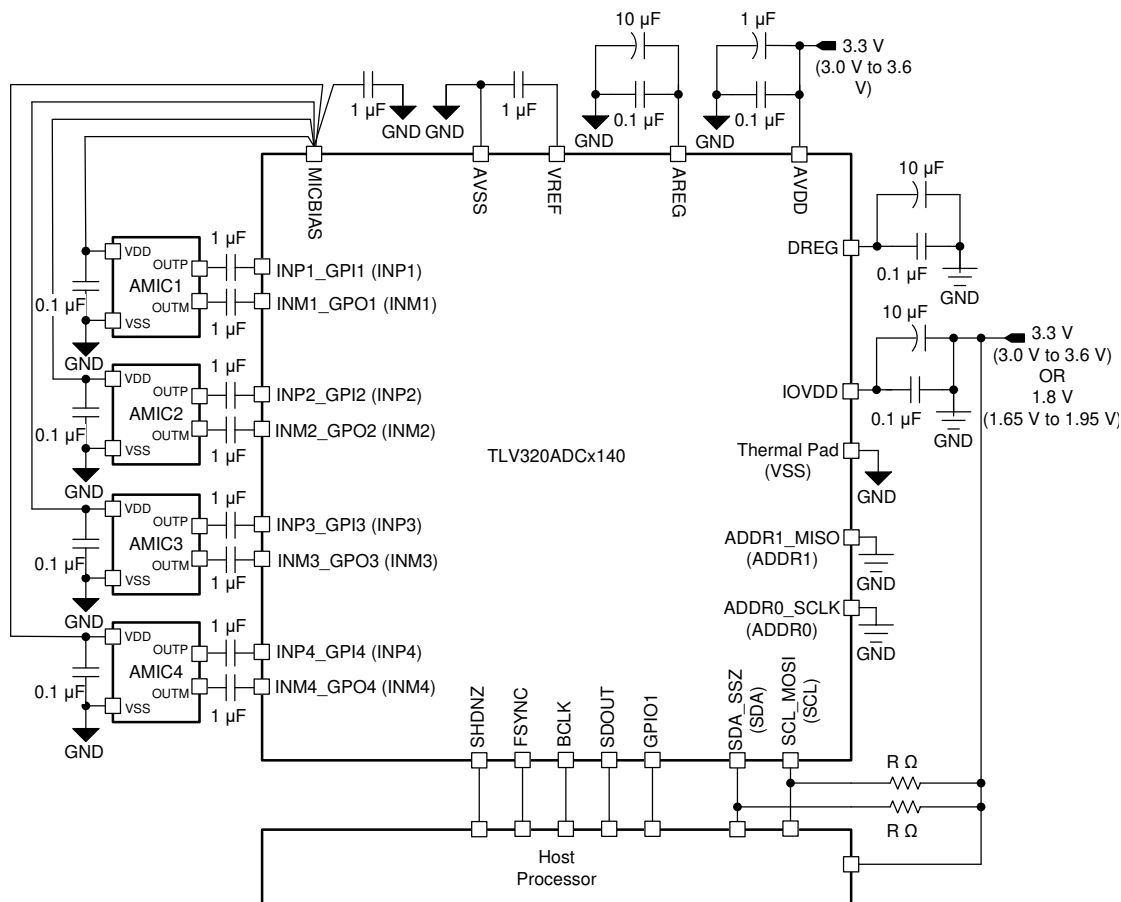 10 µF
1 µF
3.3 V
(3.0 V to 3.6
V)
1 µF
GND
GND
1 µF
0.1 µF
GND
0.1 µF
GND
MICBIAS
AVSS
VREF
AREG
AVDD
10 µF
DREG
0.1 µF
GND
VDD
OUTP
AMIC1
OUTM
VSS
0.1 µF
GND
1 µF
1 µF
INP1_GPI1 (INP1)
INM1_GPO1 (INM1)
10 µF
3.3 V
(3.0 V to 3.6 V)
OR
1.8 V
(1.65 V to 1.95 V)
IOVDD
0.1 µF
GND
VDD
OUTP
AMIC2
OUTM
VSS
0.1 µF
GND
1 µF
1 µF
INP2_GPI2 (INP2)
INM2_GPO2 (INM2)
TLV320ADCx140
Thermal Pad
(VSS)
GND
VDD
OUTP
AMIC3
OUTM
VSS
0.1 µF
GND
1 µF
1 µF
INP3_GPI3 (INP3)
INM3_GPO3 (INM3)
ADDR1_MISO
(ADDR1)
GND
ADDR0_SCLK
(ADDR0)
GND
VDD
OUTP
AMIC4
OUTM
VSS
0.1 µF
GND
1 µF
1 µF
INP4_GPI4 (INP4)
INM4_GPO4 (INM4)
SHDNZ
FSYNC
BCLK
SDOUT
GPIO1
SDA_SSZ
(SDA)
SCL_MOSI
(SCL)
R Ω
R Ω
Host
Processor